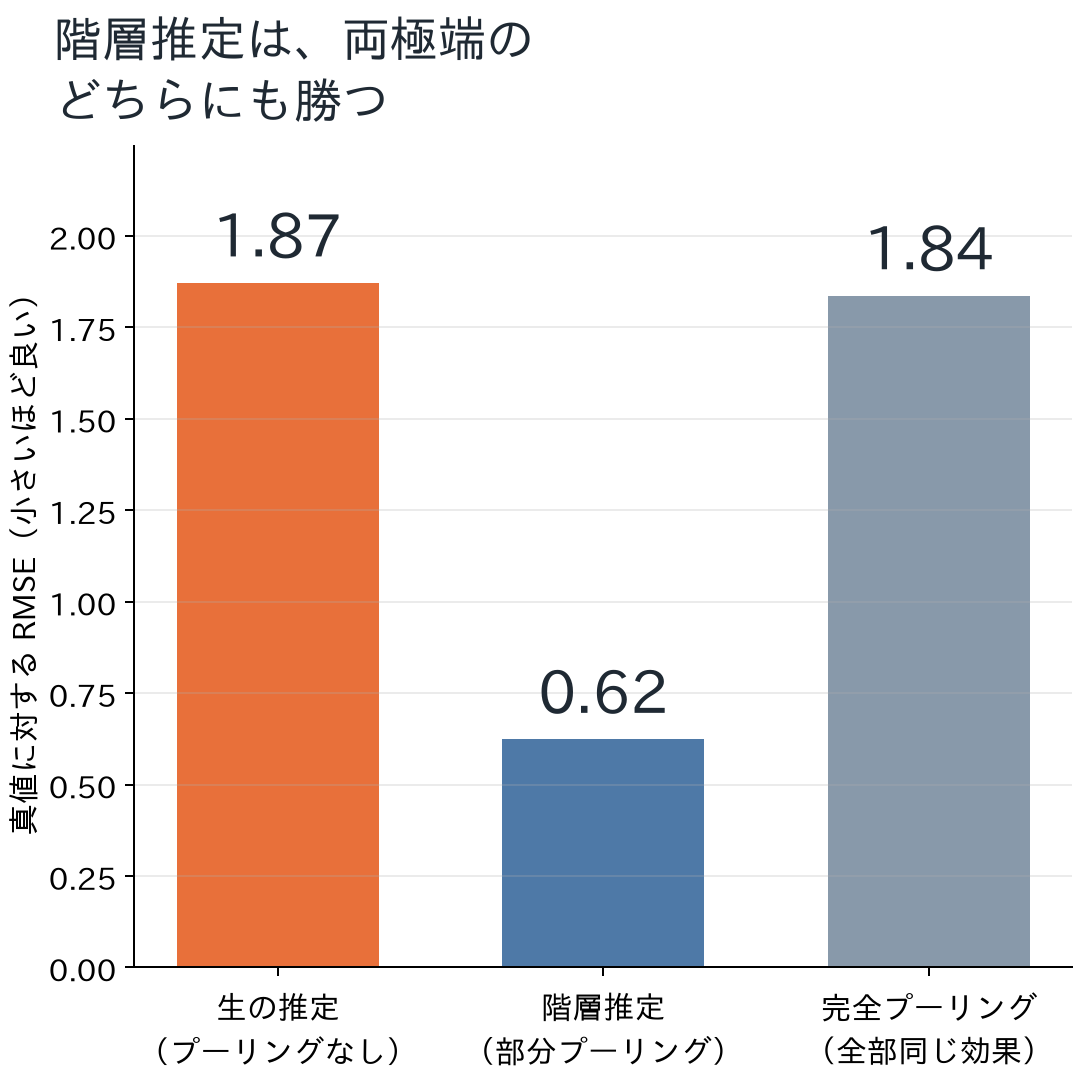 階層推定は、両極端の
どちらにも勝つ
真値に対する RMSE（小さいほど良い）
2.00
1.75
1.50
1.25
1.00
0.75
0.50
0.25
0.00
1.87
0.62
1.84
生の推定
（プーリングなし）
階層推定
（部分プーリング）
完全プーリング
（全部同じ効果）